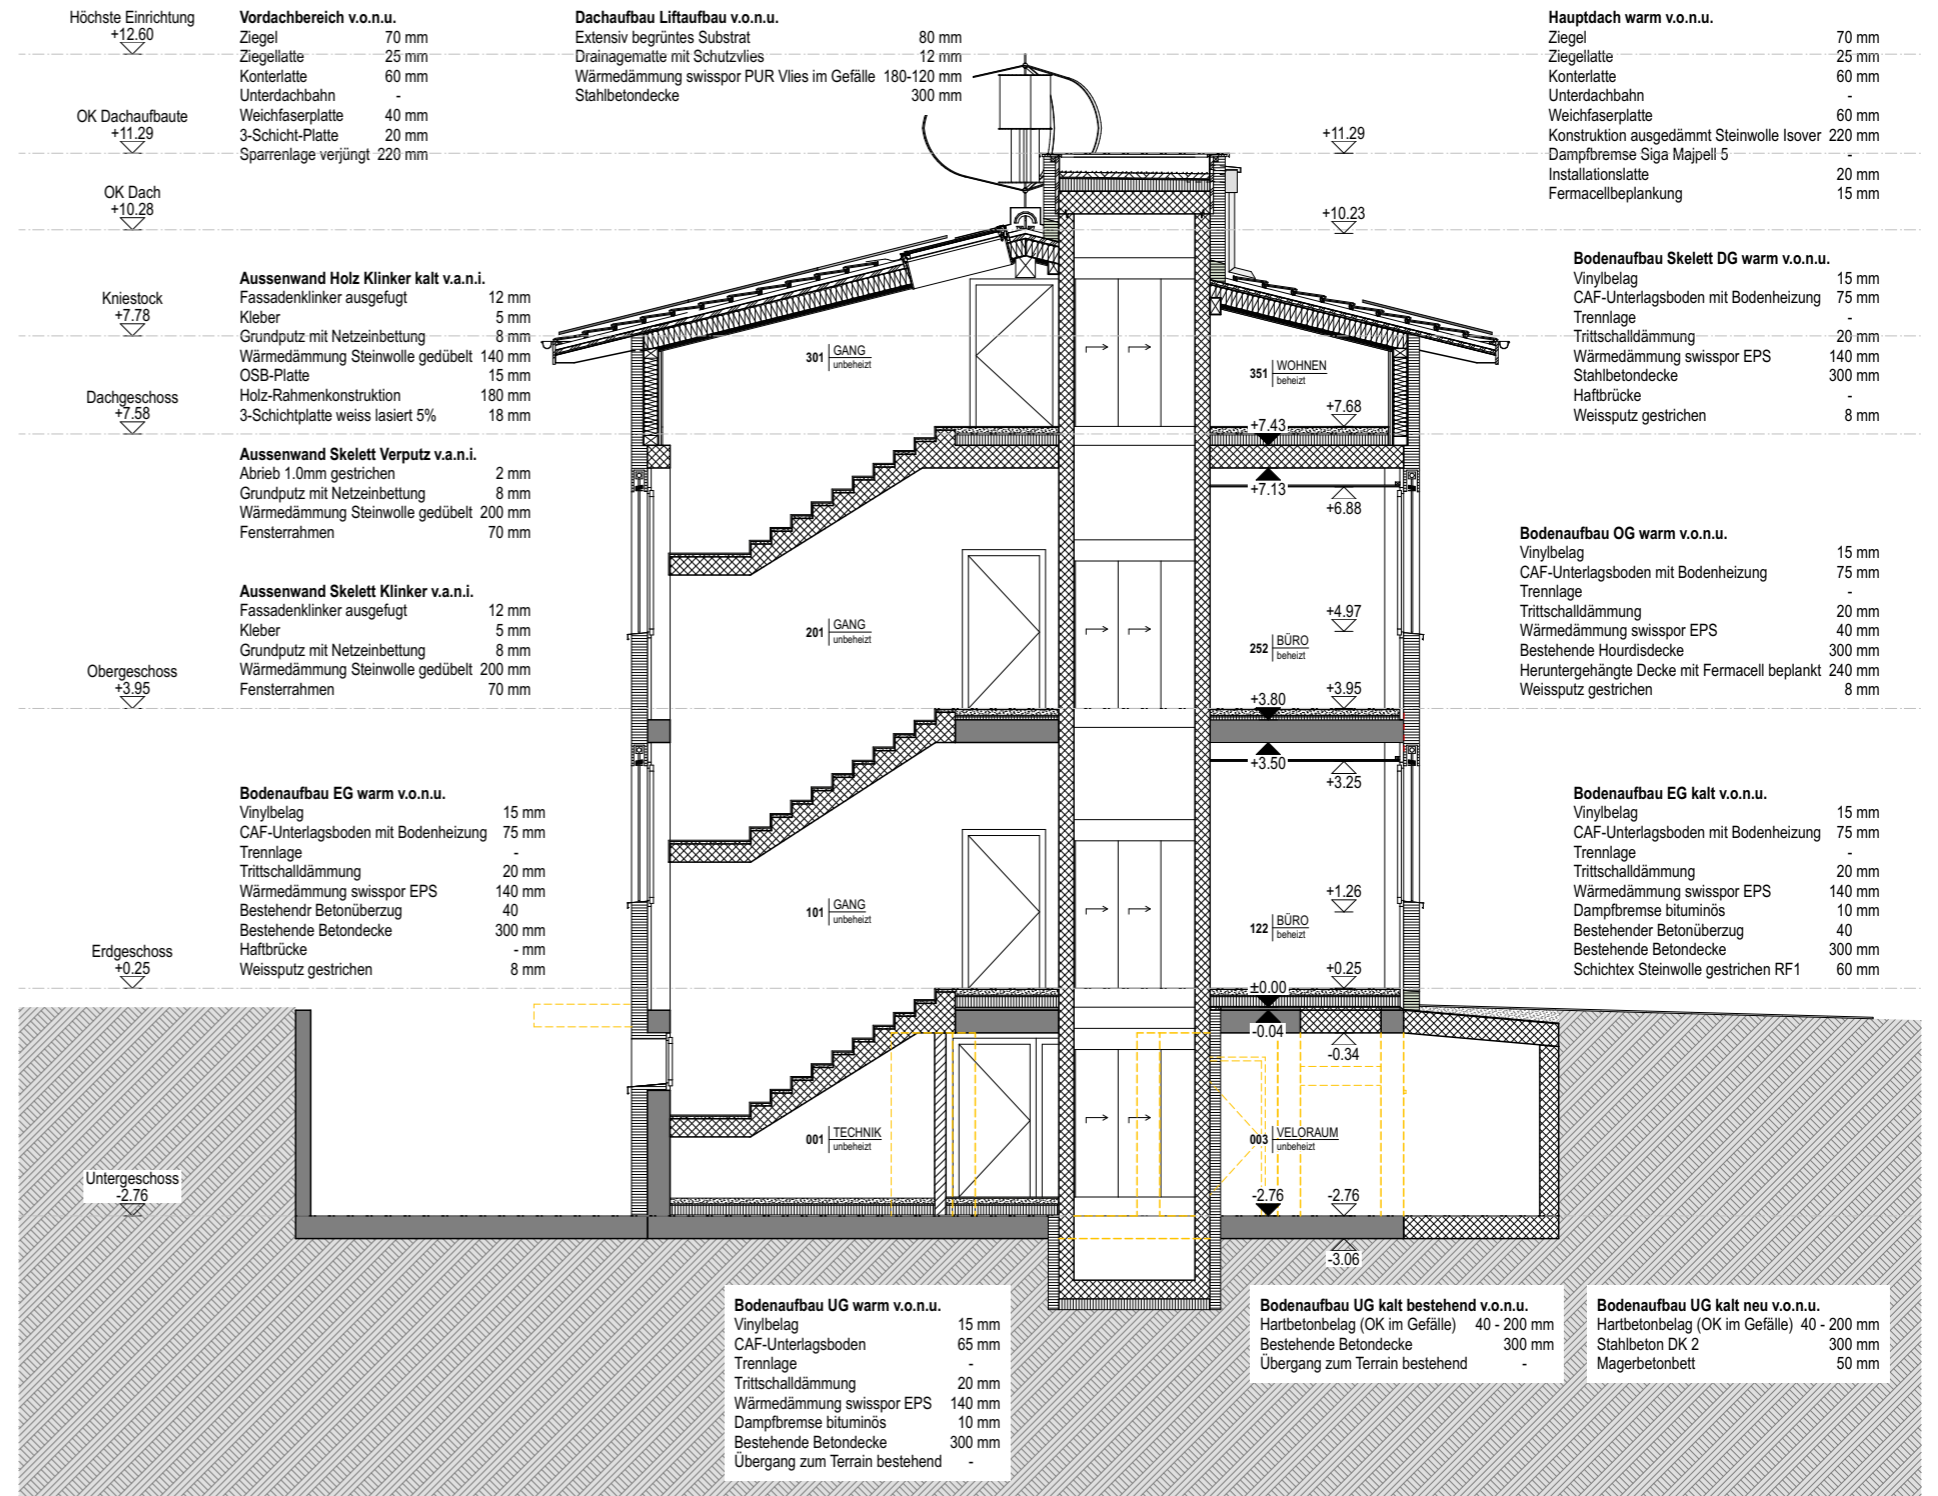 Höchste Einrichtung
+12.60
OK Dachaufbaute
+11.29
OK Dach
+10.28
Kniestock
+7.78
Dachgeschoss
+7.58
Obergeschoss
+3.95
Erdgeschoss
+0.25
Untergeschoss
-2.76
Vordachbereich v.o.n.u.
Ziegel 70 mm
Ziegellatte 25 mm
Konterlatte 60 mm
Unterdachbahn -
Weichfaserplatte 40 mm
3-Schicht-Platte 20 mm
Sparrenlage verjüngt 220 mm
Dachaufbau Liftaufbau v.o.n.u.
Extensiv begrüntes Substrat 80 mm
Drainagematte mit Schutzvlies 12 mm
Wärmedämmung swisspor PUR Vlies im Gefälle 180-120 mm
Stahlbetondecke 300 mm
Hauptdach warm v.o.n.u.
Ziegel 70 mm
Ziegellatte 25 mm
Konterlatte 60 mm
Unterdachbahn -
Weichfaserplatte 60 mm
Konstruktion ausgedämmt Steinwolle Isover 220 mm
Dampfbremse Siga Majpell 5 -
Installationslatte 20 mm
Fermacellbeplankung 15 mm
Aussenwand Holz Klinker kalt v.a.n.i.
Fassadenklinker ausgefugt 12 mm
Kleber 5 mm
Grundputz mit Netzeinbettung 8 mm
Wärmedämmung Steinwolle gedübelt 140 mm
OSB-Platte 15 mm
Holz-Rahmenkonstruktion 180 mm
3-Schichtplatte weiss lasiert 5% 18 mm
Aussenwand Skelett Verputz v.a.n.i.
Abrieb 1.0mm gestrichen 2 mm
Grundputz mit Netzeinbettung 8 mm
Wärmedämmung Steinwolle gedübelt 200 mm
Fensterrahmen 70 mm
Aussenwand Skelett Klinker v.a.n.i.
Fassadenklinker ausgefugt 12 mm
Kleber 5 mm
Grundputz mit Netzeinbettung 8 mm
Wärmedämmung Steinwolle gedübelt 200 mm
Fensterrahmen 70 mm
Bodenaufbau EG warm v.o.n.u.
Vinylbelag 15 mm
CAF-Unterlagsboden mit Bodenheizung 75 mm
Trennlage -
Trittschalldämmung 20 mm
Wärmedämmung swisspor EPS 140 mm
Bestehendr Betonüberzug 40
Bestehende Betondecke 300 mm
Haftbrücke - mm
Weissputz gestrichen 8 mm
Bodenaufbau Skelett DG warm v.o.n.u.
Vinylbelag 15 mm
CAF-Unterlagsboden mit Bodenheizung 75 mm
Trennlage -
Trittschalldämmung 20 mm
Wärmedämmung swisspor EPS 140 mm
Stahlbetondecke 300 mm
Haftbrücke -
Weissputz gestrichen 8 mm
Bodenaufbau OG warm v.o.n.u.
Vinylbelag 15 mm
CAF-Unterlagsboden mit Bodenheizung 75 mm
Trennlage -
Trittschalldämmung 20 mm
Wärmedämmung swisspor EPS 40 mm
Bestehende Hourdisdecke 300 mm
Heruntergehängte Decke mit Fermacell beplankt 240 mm
Weissputz gestrichen 8 mm
Bodenaufbau EG kalt v.o.n.u.
Vinylbelag 15 mm
CAF-Unterlagsboden mit Bodenheizung 75 mm
Trennlage -
Trittschalldämmung 20 mm
Wärmedämmung swisspor EPS 140 mm
Dampfbremse bituminös 10 mm
Bestehender Betonüberzug 40
Bestehende Betondecke 300 mm
Schichtex Steinwolle gestrichen RF1 60 mm
+11.29
+10.23
301 GANG
unbeheizt
351 WOHNEN
beheizt
+7.68
+7.43
+7.13
+6.88
201 GANG
unbeheizt
+4.97
252 BÜRO
beheizt
+3.95
+3.80
+3.50
+3.25
101 GANG
unbeheizt
+1.26
122 BÜRO
beheizt
+0.25
±0.00
-0.04
-0.34
001 TECHNIK
unbeheizt
003 VELORAUM
unbeheizt
-2.76
-2.76
-3.06
Bodenaufbau UG warm v.o.n.u.
Vinylbelag 15 mm
CAF-Unterlagsboden 65 mm
Trennlage -
Trittschalldämmung 20 mm
Wärmedämmung swisspor EPS 140 mm
Dampfbremse bituminös 10 mm
Bestehende Betondecke 300 mm
Übergang zum Terrain bestehend -
Bodenaufbau UG kalt bestehend v.o.n.u.
Hartbetonbelag (OK im Gefälle) 40 - 200 mm
Bestehende Betondecke 300 mm
Übergang zum Terrain bestehend -
Bodenaufbau UG kalt neu v.o.n.u.
Hartbetonbelag (OK im Gefälle) 40 - 200 mm
Stahlbeton DK 2 300 mm
Magerbetonbett 50 mm